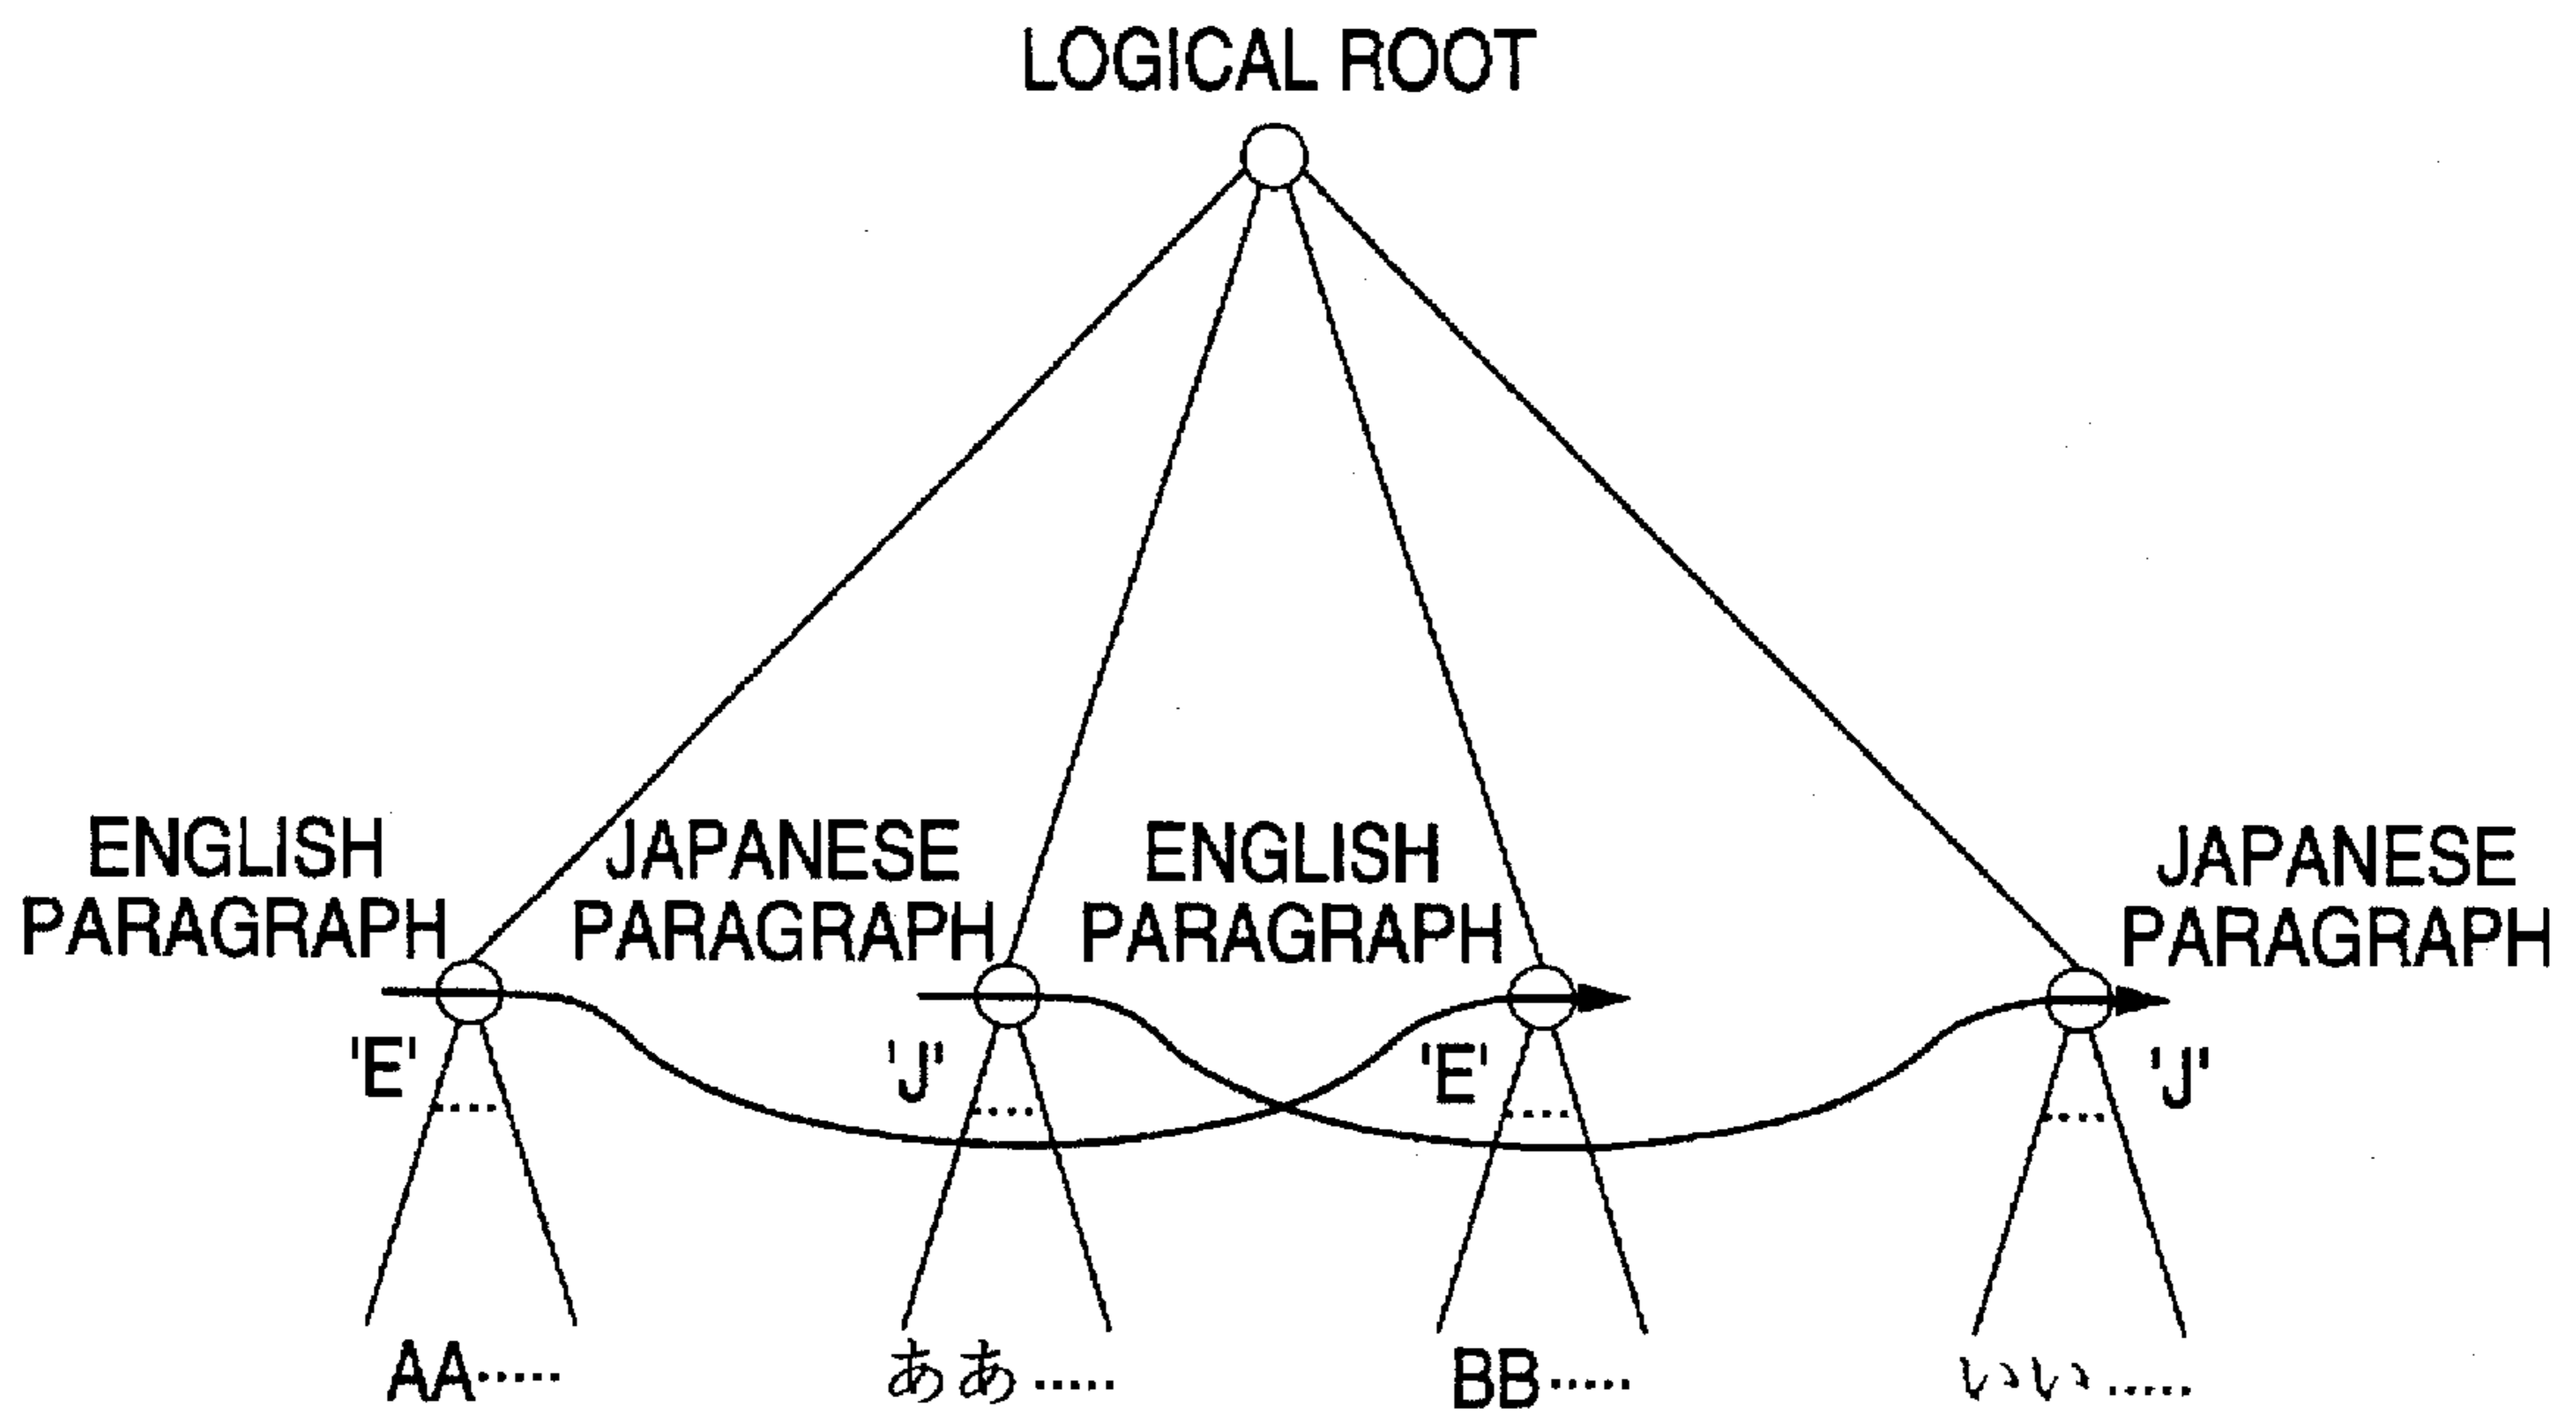 LOGICAL ROOT
ENGLISH
PARAGRAPH
JAPANESE
PARAGRAPH
ENGLISH
PARAGRAPH
JAPANESE
PARAGRAPH
'E'
'J'
'E'
'J'
AA.....
ああ.....
BB.....
いい.....